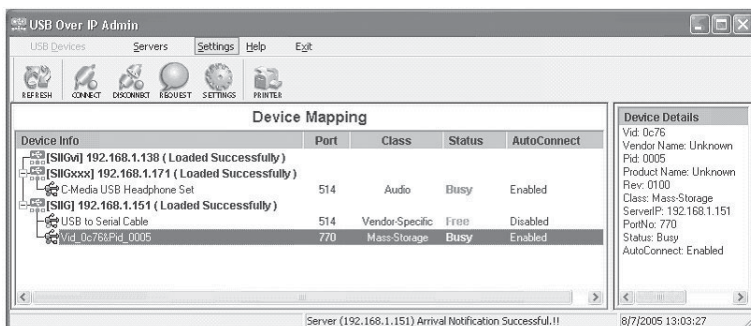 USB Over IP Admin
USB Devices Servers Settings Help Exit
REFRESH CONNECT DISCONNECT REQUEST SETTINGS PRINTER
Device Mapping
Device Info Port Class Status AutoConnect
[SIIGvi] 192.168.1.138 ( Loaded Successfully )
[SIIGxxx] 192.168.1.171 ( Loaded Successfully )
C-Media USB Headphone Set 514 Audio Busy Enabled
[SIIG] 192.168.1.151 ( Loaded Successfully )
USB to Serial Cable 514 Vendor-Specific Free Disabled
Vid_0c76&Pid_0005 770 Mass-Storage Busy Enabled
Device Details
Vid: 0c76
Vendor Name: Unknown
Pid: 0005
Product Name: Unknown
Rev: 0100
Class: Mass-Storage
ServerIP: 192.168.1.151
PortNo: 770
Status: Busy
AutoConnect: Enabled
Server (192.168.1.151) Arrival Notification Successful.!!
8/7/2005 13:03:27